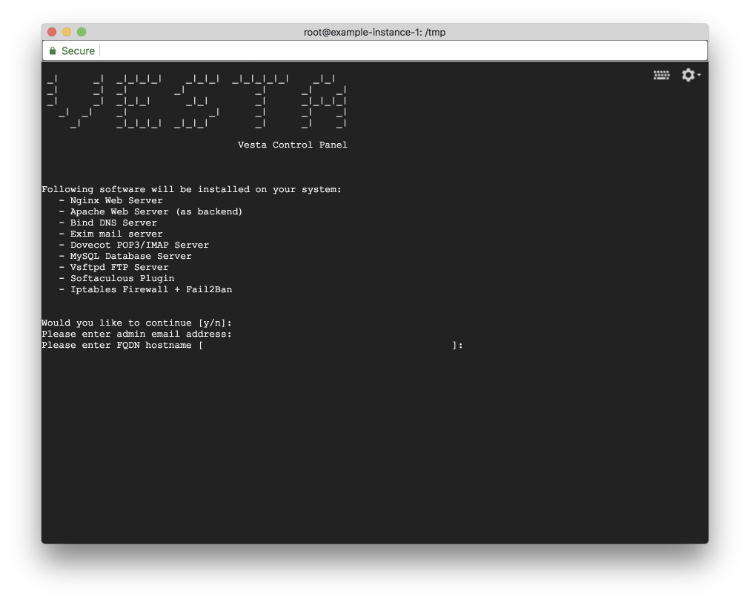 root@example-instance-1: /tmp
Secure
VESTA
Vesta Control Panel
Following software will be installed on your system:
- Nginx Web Server
- Apache Web Server (as backend)
- Bind DNS Server
- Exim mail server
- Dovecot POP3/IMAP Server
- MySQL Database Server
- Vsftpd FTP Server
- Softaculous Plugin
- Iptables Firewall + Fail2Ban
Would you like to continue [y/n]:
Please enter admin email address:
Please enter FQDN hostname [ ]: